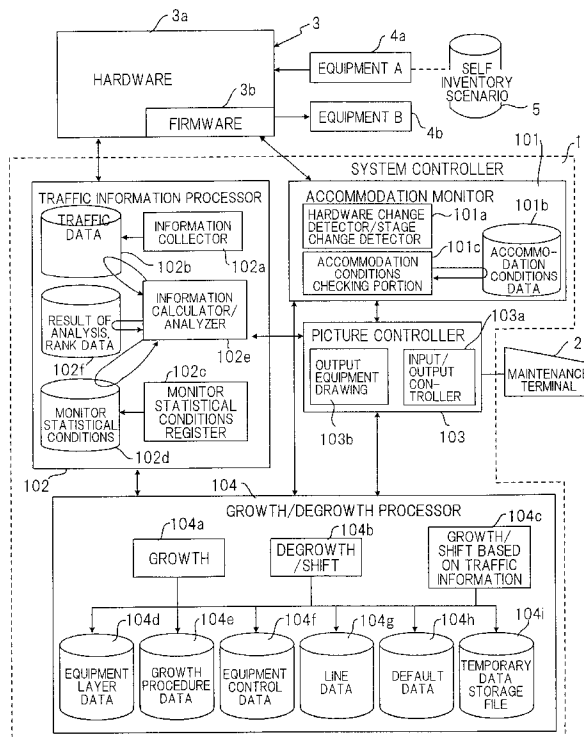 3a
3
4a
HARDWARE
3b
FIRMWARE
EQUIPMENT A
EQUIPMENT B
4b
SELF
INVENTORY
SCENARIO
5
1
SYSTEM CONTROLLER
101
TRAFFIC INFORMATION PROCESSOR
TRAFFIC
DATA
INFORMATION
COLLECTOR
102a
102b
INFORMATION
CALCULATOR/
ANALYZER
102e
RESULT OF
ANALYSIS,
RANK DATA
102f
102c
MONITOR
STATISTICAL
CONDITIONS
REGISTER
MONITOR
STATISTICAL
CONDITIONS
102d
102
ACCOMMODATION MONITOR
HARDWARE CHANGE
DETECTOR/STAGE
CHANGE DETECTOR
101a
101b
101c
ACCOMMODATION
CONDITIONS
CHECKING PORTION
ACCOMMO-
DATION
CONDITIONS
DATA
103a
PICTURE CONTROLLER
OUTPUT
EQUIPMENT
DRAWING
INPUT/
OUTPUT CON-
TROLLER
103b
103
2
MAINTENANCE
TERMINAL
104
GROWTH/DEGROWTH PROCESSOR
104a
GROWTH
104b
DEGROWTH
/SHIFT
104c
GROWTH/
SHIFT BASED
ON TRAFFIC
INFORMATION
104d
104e
104f
104g
104h
104i
EQUIPMENT
LAYER
DATA
GROWTH
PROCEDURE
DATA
EQUIPMENT
CONTROL
DATA
LINE
DATA
DEFAULT
DATA
TEMPORARY
DATA
STORAGE
FILE